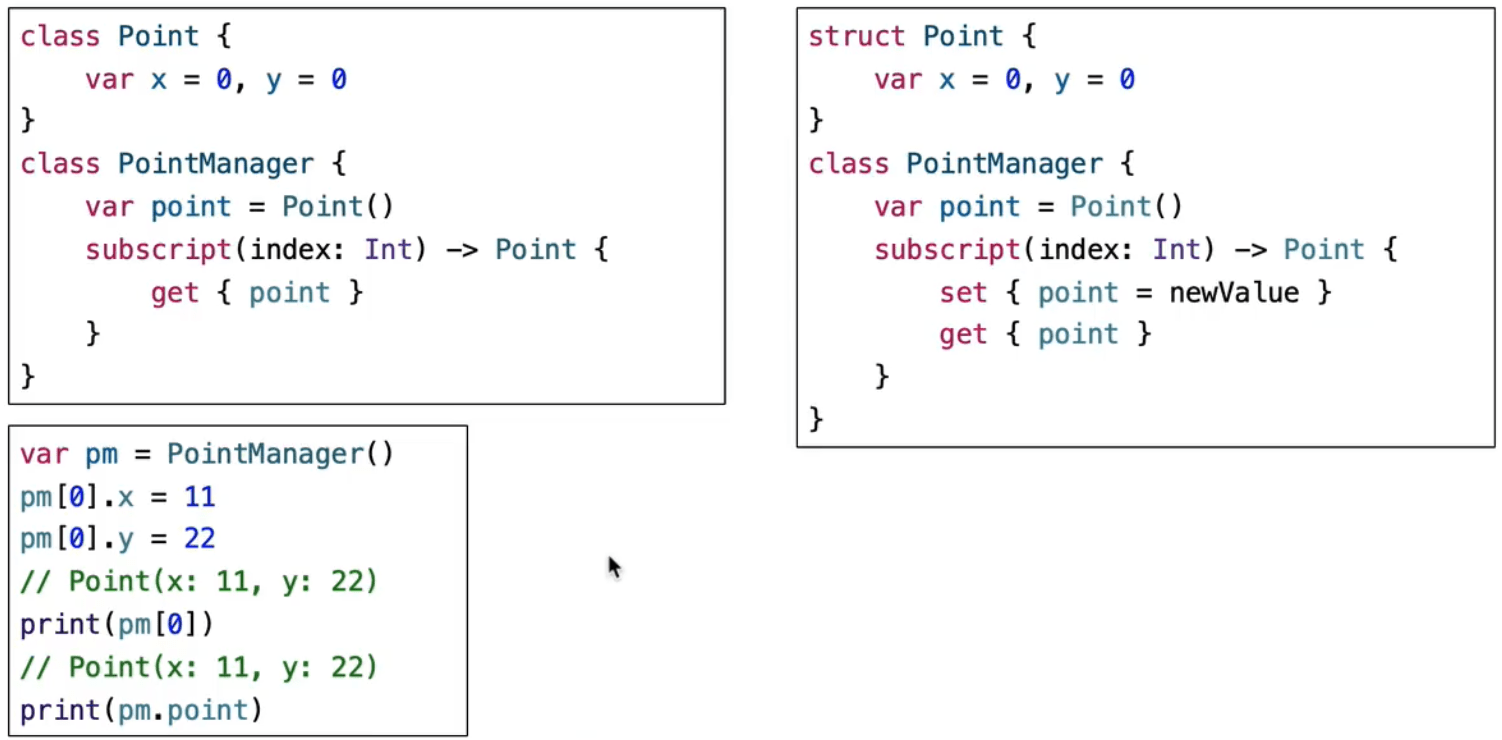 class Point {
    var x = 0, y = 0
}
class PointManager {
    var point = Point()
    subscript(index: Int) -> Point {
        get { point }
    }
}
var pm = PointManager()
pm[0].x = 11
pm[0].y = 22
// Point(x: 11, y: 22)
print(pm[0])
// Point(x: 11, y: 22)
print(pm.point)
struct Point {
    var x = 0, y = 0
}
class PointManager {
    var point = Point()
    subscript(index: Int) -> Point {
        set { point = newValue }
        get { point }
    }
}